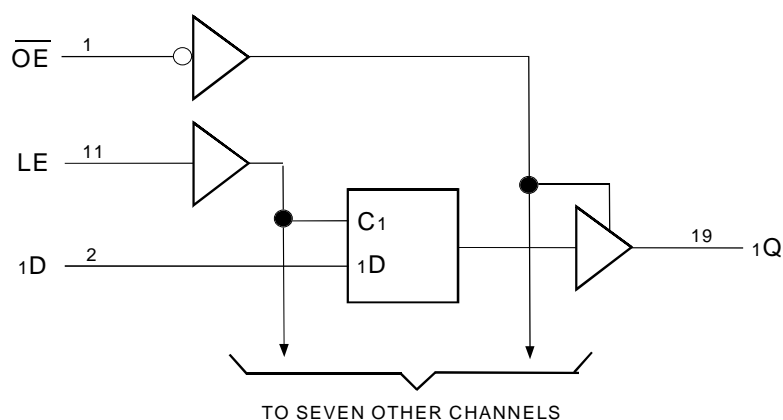 OE 1
LE 11
C1
1D 2 1D
19 1Q
TO SEVEN OTHER CHANNELS